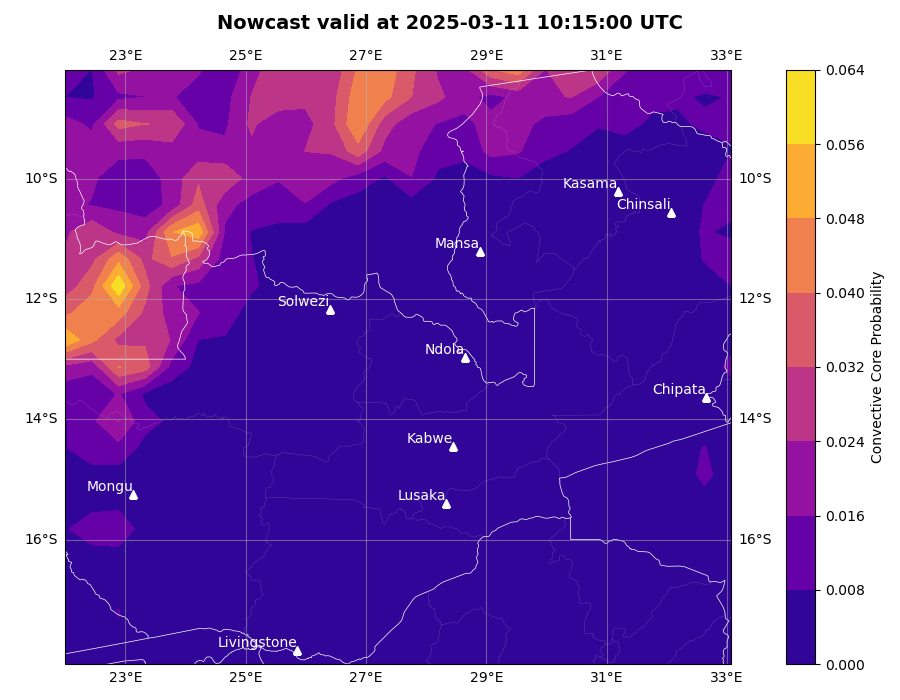 Nowcast valid at 2025-03-11 10:15:00 UTC
23°E 25°E 27°E 29°E 31°E 33°E
0.064
0.056
0.048
0.040
0.032
0.024
0.016
0.008
0.000
Convective Core Probability
10°S 10°S
12°S 12°S
14°S 14°S
16°S 16°S
Kasama
Chinsali
Mansa
Solwezi
Ndola
Chipata
Kabwe
Mongu
Lusaka
Livingstone
23°E 25°E 27°E 29°E 31°E 33°E